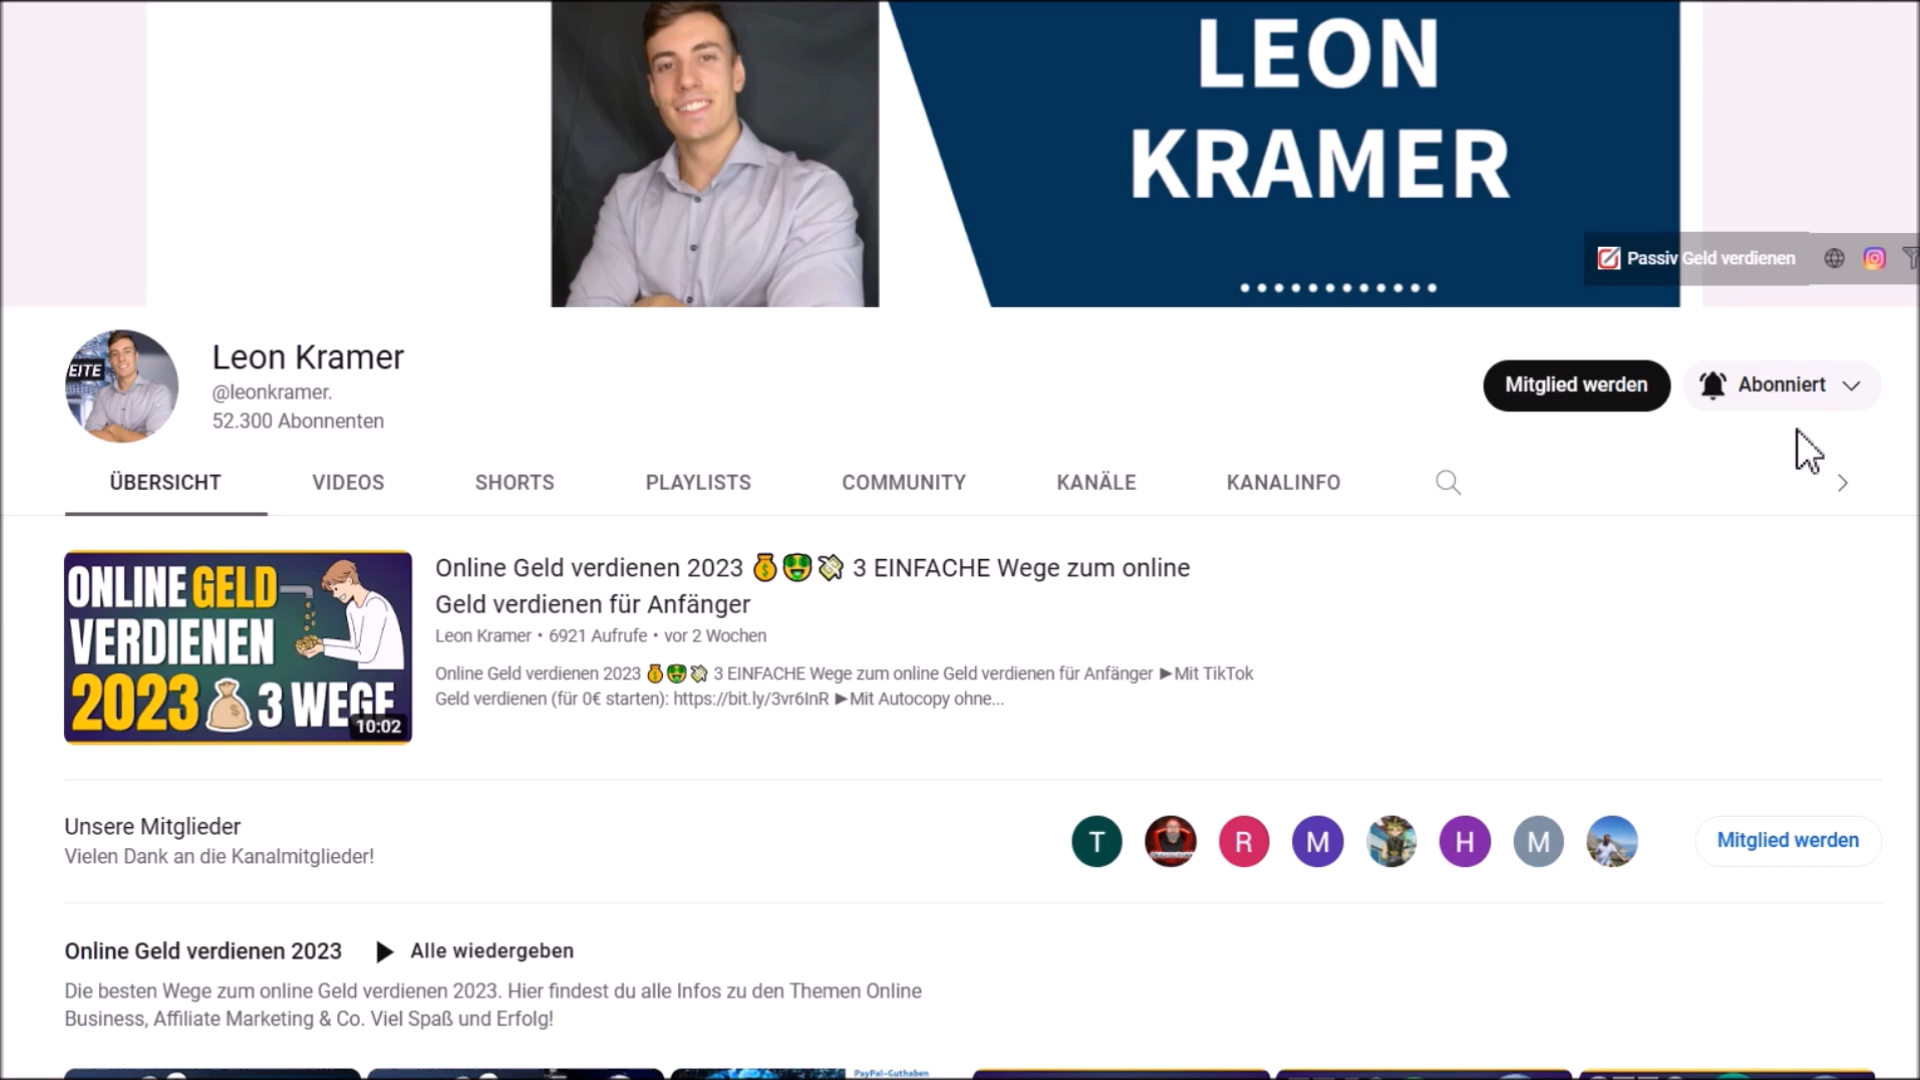 LEON
KRAMER
Passiv Geld verdienen
EITE
Leon Kramer
@leonkramer.
52.300 Abonnenten
Mitglied werden
Abonniert
ÜBERSICHT
VIDEOS
SHORTS
PLAYLISTS
COMMUNITY
KANÄLE
KANALINFO
ONLINE GELD
VERDIENEN
2023 3 WEGE
10:02
Online Geld verdienen 2023 💰🤑💸 3 EINFACHE Wege zum online
Geld verdienen für Anfänger
Leon Kramer • 6921 Aufrufe • vor 2 Wochen
Online Geld verdienen 2023 💰🤑💸 3 EINFACHE Wege zum online Geld verdienen für Anfänger ►Mit TikTok
Geld verdienen (für 0€ starten): https://bit.ly/3vr6InR ►Mit Autocopy ohne...
Unsere Mitglieder
Vielen Dank an die Kanalmitglieder!
T
R
M
H
M
Mitglied werden
Online Geld verdienen 2023
Alle wiedergeben
Die besten Wege zum online Geld verdienen 2023. Hier findest du alle Infos zu den Themen Online
Business, Affiliate Marketing & Co. Viel Spaß und Erfolg!
PayPal-Guthaben